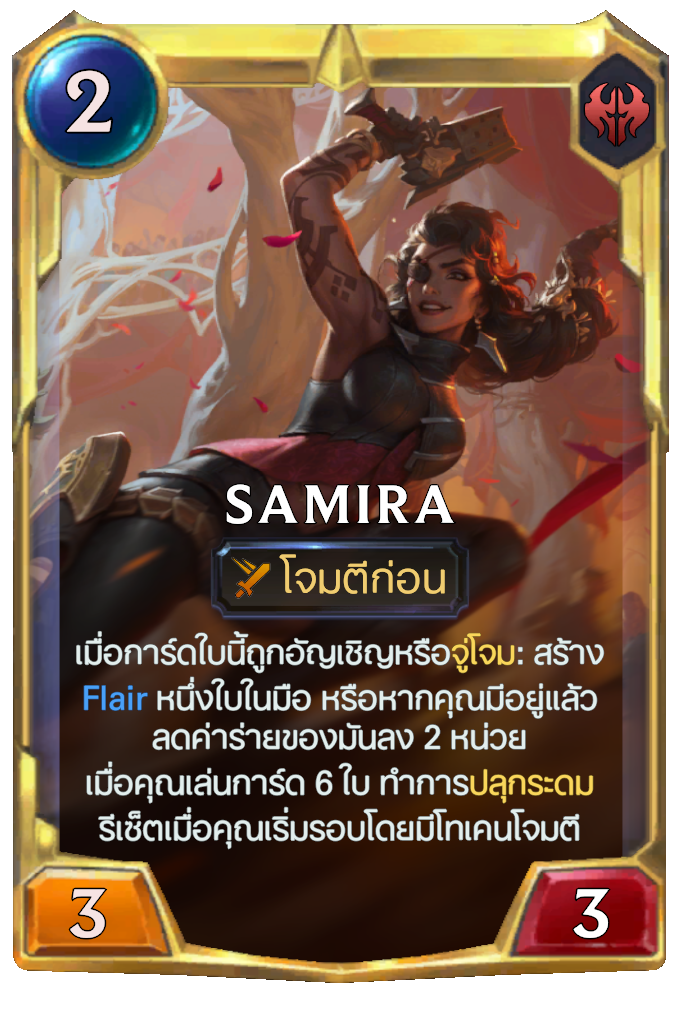 2
SAMIRA
โจมตีก่อน
เมื่อการ์ดใบนี้ถูกอัญเชิญหรือจู่โจม: สร้าง
Flair หนึ่งใบในมือ หรือหากคุณมีอยู่แล้ว
ลดค่าร่ายของมันลง 2 หน่วย
เมื่อคุณเล่นการ์ด 6 ใบ ทำการปลุกระดม
รีเซ็ตเมื่อคุณเริ่มรอบโดยมีโทเคนโจมตี
3
3